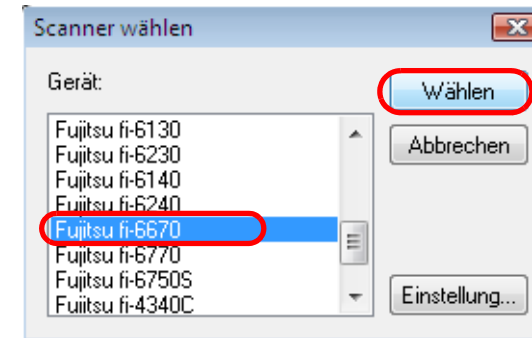 Scanner wählen
Gerät:
Fujitsu fi-6130
Fujitsu fi-6230
Fujitsu fi-6140
Fujitsu fi-6240
Fujitsu fi-6670
Fujitsu fi-6770
Fujitsu fi-6750S
Fujitsu fi-4340C
Wählen
Abbrechen
Einstellung...